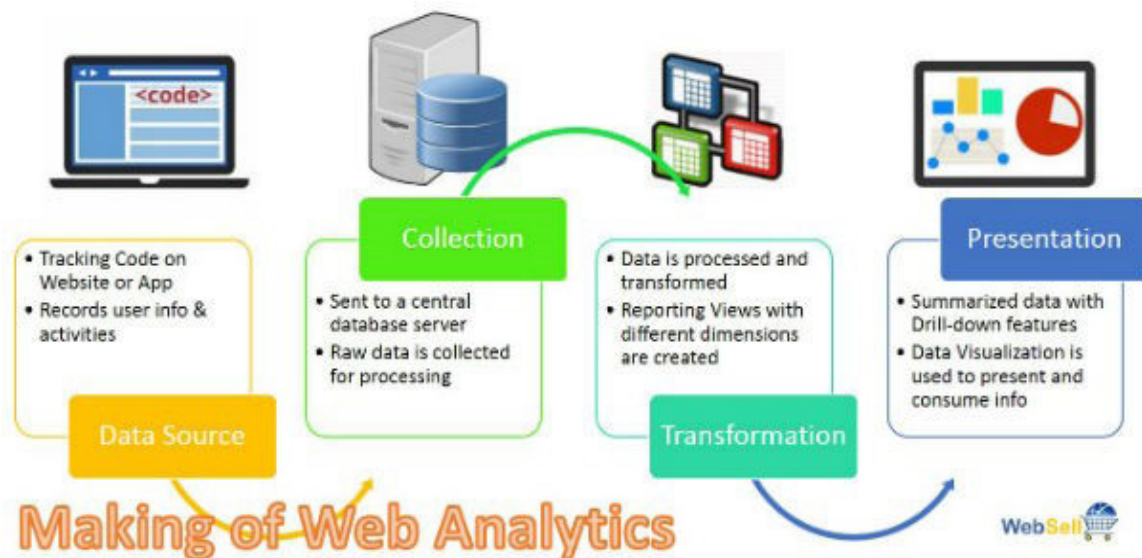 <code>
Collection
Presentation
• Tracking Code on
Website or App
• Records user info &
activities
Data Source
• Sent to a central
database server
• Raw data is collected
for processing
• Data is processed and
transformed
• Reporting Views with
different dimensions
are created
Transformation
• Summarized data with
Drill-down features
• Data Visualization is
used to present and
consume info
Making of Web Analytics
WebSell